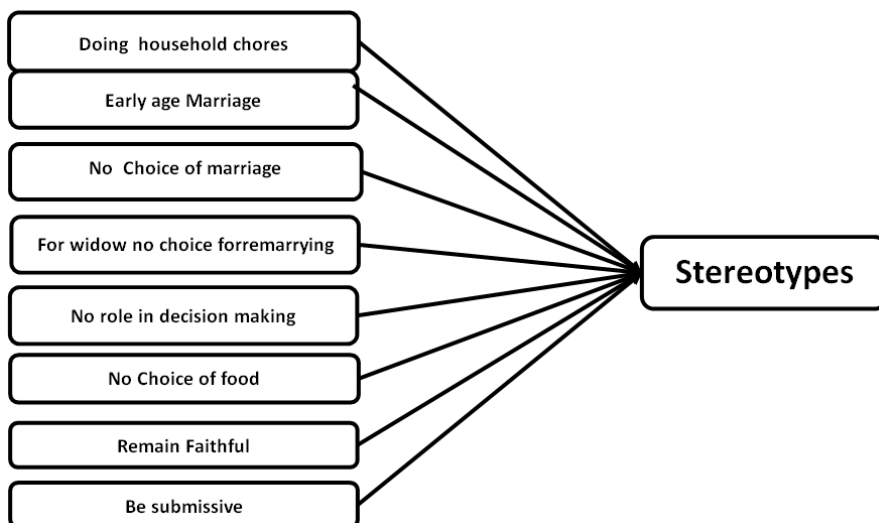 Doing household chores
Early age Marriage
No Choice of marriage
For widow no choice forremarrying
No role in decision making
No Choice of food
Remain Faithful
Be submissive
Stereotypes